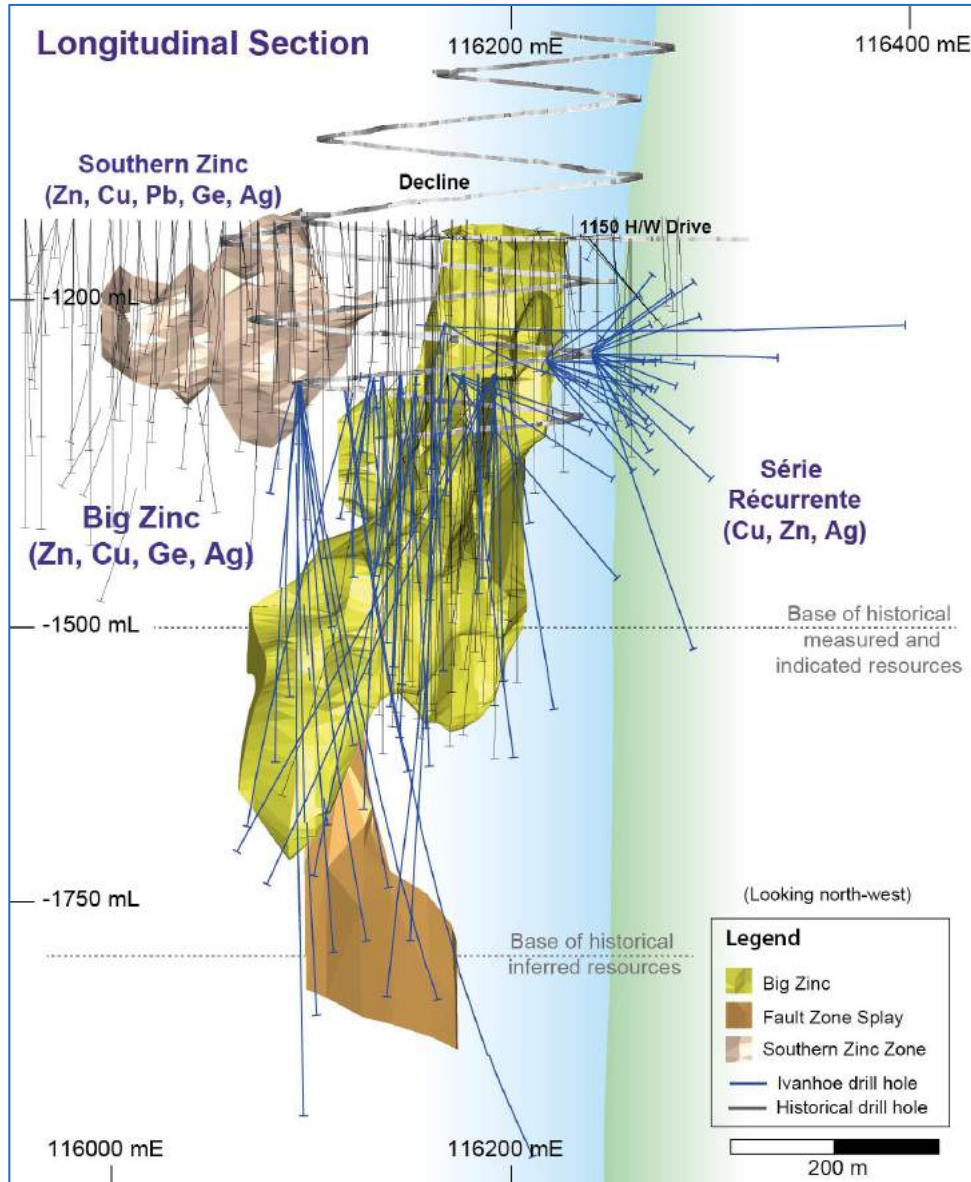 Longitudinal Section
116200 mE
116400 mE
Southern Zinc
(Zn, Cu, Pb, Ge, Ag)
Decline
1150 H/W Drive
-1200 mL
Big Zinc
(Zn, Cu, Ge, Ag)
Série
Récurrente
(Cu, Zn, Ag)
-1500 mL
Base of historical
measured and
indicated resources
-1750 mL
Base of historical
inferred resources
(Looking north-west)
Legend
Big Zinc
Fault Zone Splay
Southern Zinc Zone
Ivanhoe drill hole
Historical drill hole
116000 mE
116200 mE
200 m